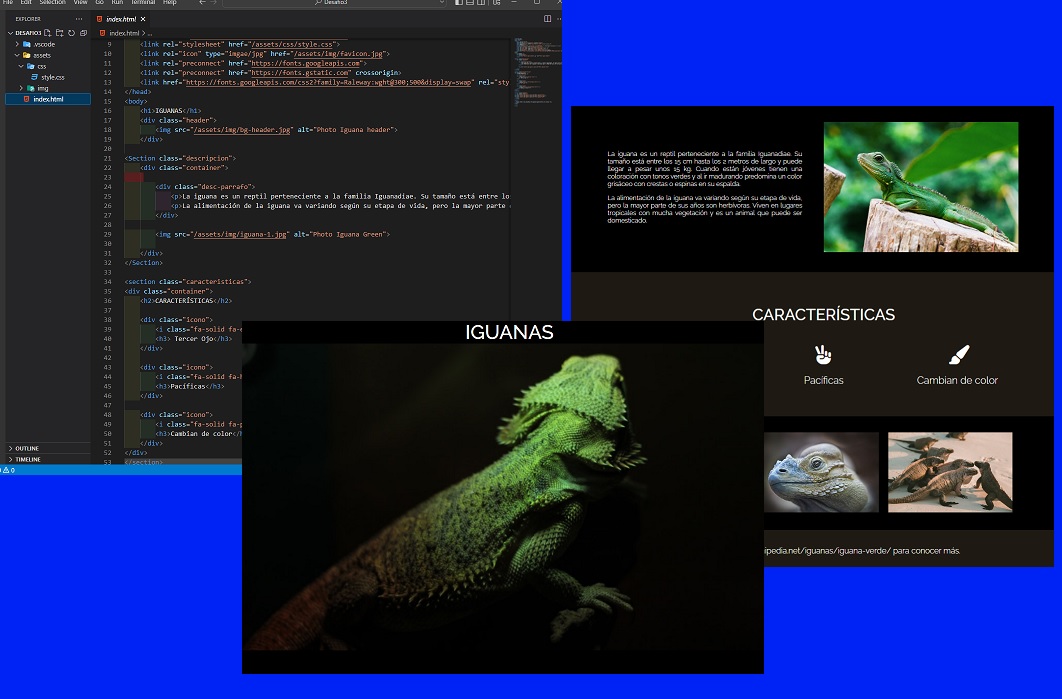 File Edit Selection View Go Run Terminal Help
Desafio3
EXPLORER
DESAFIO3
.vscode
assets
css
style.css
img
index.html
OUTLINE
TIMELINE
0
index.html
index.html > ...
9 <link rel="stylesheet" href="/assets/css/style.css">
10 <link rel="icon" type="imgae/jpg" href="/assets/img/favicon.jpg">
11 <link rel="preconnect" href="https://fonts.googleapis.com">
12 <link rel="preconnect" href="https://fonts.gstatic.com" crossorigin>
13 <link href="https://fonts.googleapis.com/css2?family=Raleway:wght@300;500&display=swap" rel="sty
14 </head>
15 <body>
16 <h1>IGUANAS</h1>
17 <div class="header">
18 <img src="/assets/img/bg-header.jpg" alt="Photo Iguana header">
19 </div>
20
21 <Section class="descripcion">
22 <div class="container">
23
24 <div class="desc-parrafo">
25 <p>La iguana es un reptil perteneciente a la familia Iguanadiae. Su tamaño está entre lo
26 <p>La alimentación de la iguana va variando según su etapa de vida, pero la mayor parte
27 </div>
28
29 <img src="/assets/img/iguana-1.jpg" alt="Photo Iguana Green">
30
31 </div>
32 </Section>
33
34 <section class="caracteristicas">
35 <div class="container">
36 <h2>CARACTERÍSTICAS</h2>
37
38 <div class="icono">
39 <i class="fa-solid fa-
40 <h3> Tercer Ojo</h3>
41 </div>
42
43 <div class="icono">
44 <i class="fa-solid fa-
45 <h3>Pacíficas</h3>
46 </div>
47
48 <div class="icono">
49 <i class="fa-solid fa-
50 <h3>Cambian de color</
51 </div>
52 </div>
53 </section>
La iguana es un reptil perteneciente a la familia Iguanadiae. Su
tamaño está entre los 15 cm hasta los 2 metros de largo y puede
llegar a pesar unos 15 kg. Cuando están jóvenes tienen una
coloración con tonos verdes y al ir madurando predomina un color
grisáceo con crestas o espinas en su espalda.
La alimentación de la iguana va variando según su etapa de vida,
pero la mayor parte de sus años son herbívoras. Viven en lugares
tropicales con mucha vegetación y es un animal que puede ser
domesticado.
CARACTERÍSTICAS
Pacíficas
Cambian de color
ipedia.net/iguanas/iguana-verde/ para conocer más.
IGUANAS